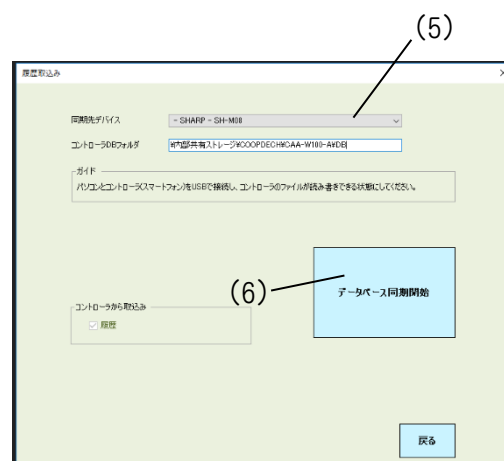 (5)
履歴取込み
同期先デバイス
- SHARP - SH-M08
コントローラDBフォルダ
¥内部共有ストレージ¥COOPDECH¥CAA-W100-A¥DB
ガイド
パソコンとコントローラ(スマートフォン)をUSBで接続し、コントローラのファイルが読み書きできる状態にしてください。
(6)
データベース同期開始
コントローラから取込み
履歴
戻る